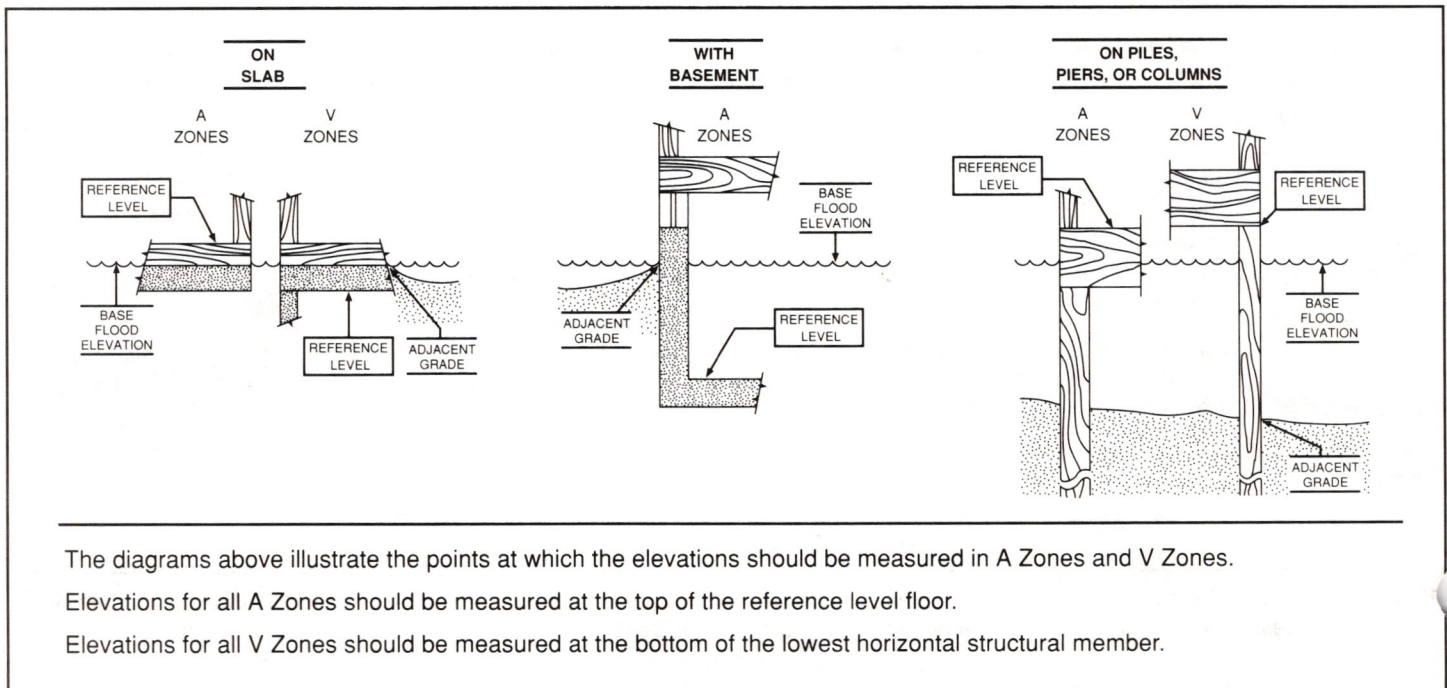 ON
SLAB
A
ZONES
V
ZONES
REFERENCE
LEVEL
BASE
FLOOD
ELEVATION
REFERENCE
LEVEL
ADJACENT
GRADE
WITH
BASEMENT
A
ZONES
BASE
FLOOD
ELEVATION
ADJACENT
GRADE
REFERENCE
LEVEL
ON PILES,
PIERS, OR COLUMNS
A
ZONES
V
ZONES
REFERENCE
LEVEL
REFERENCE
LEVEL
BASE
FLOOD
ELEVATION
ADJACENT
GRADE
The diagrams above illustrate the points at which the elevations should be measured in A Zones and V Zones.
Elevations for all A Zones should be measured at the top of the reference level floor.
Elevations for all V Zones should be measured at the bottom of the lowest horizontal structural member.